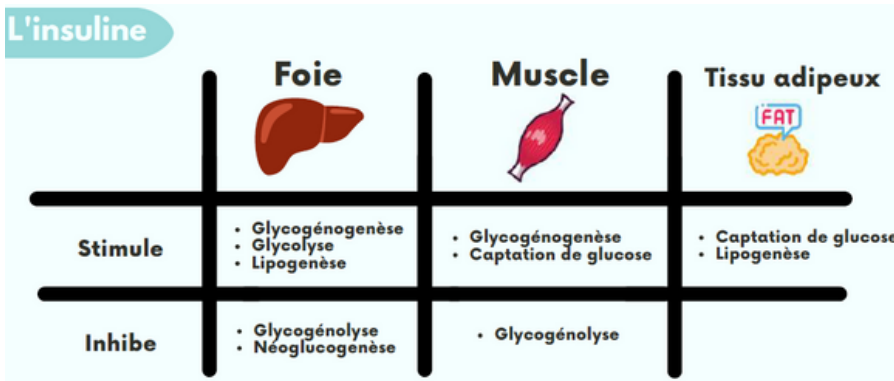 L'insuline
Foie
Muscle
Tissu adipeux
FAT
Stimule
• Glycogénogenèse
• Glycolyse
• Lipogenèse
• Glycogénogenèse
• Captation de glucose
• Captation de glucose
• Lipogenèse
Inhibe
• Glycogénolyse
• Néoglucogenèse
• Glycogénolyse